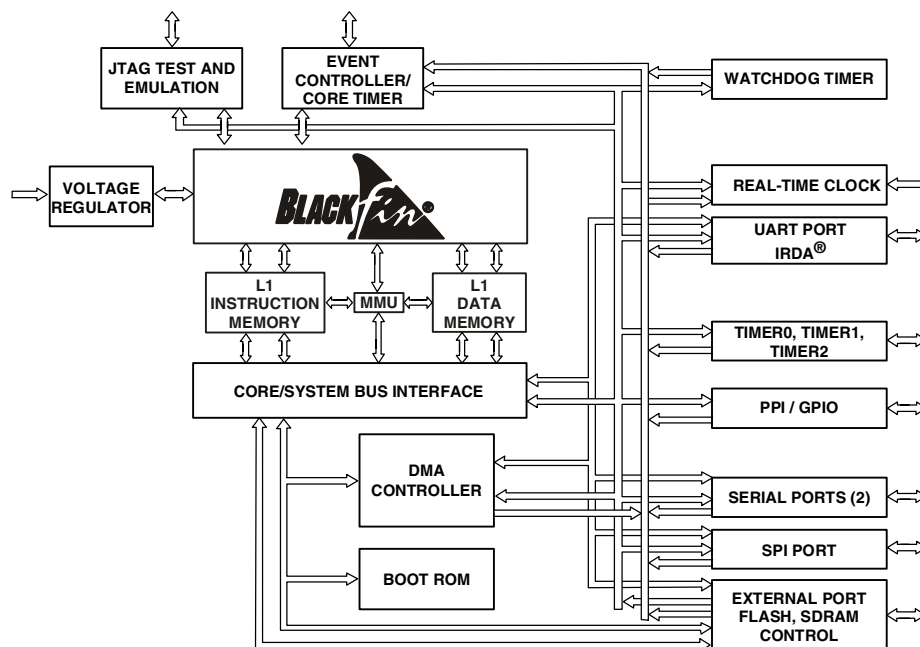 JTAG TEST AND
EMULATION
EVENT
CONTROLLER/
CORE TIMER
WATCHDOG TIMER
VOLTAGE
REGULATOR
BLACKfin®
REAL-TIME CLOCK
UART PORT
IRDA®
L1
INSTRUCTION
MEMORY
MMU
L1
DATA
MEMORY
TIMER0, TIMER1,
TIMER2
CORE/SYSTEM BUS INTERFACE
PPI / GPIO
DMA
CONTROLLER
SERIAL PORTS (2)
SPI PORT
BOOT ROM
EXTERNAL PORT
FLASH, SDRAM
CONTROL